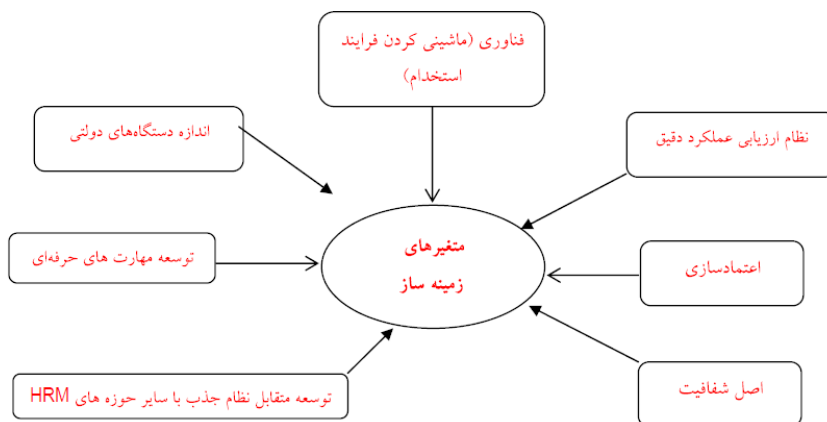 فناوری (ماشینی کردن فرایند
استخدام)
اندازه دستگاه‌های دولتی
نظام ارزیابی عملکرد دقیق
متغیرهای
زمینه ساز
توسعه مهارت های حرفه‌ای
اعتمادسازی
توسعه متقابل نظام جذب با سایر حوزه های HRM
اصل شفافیت